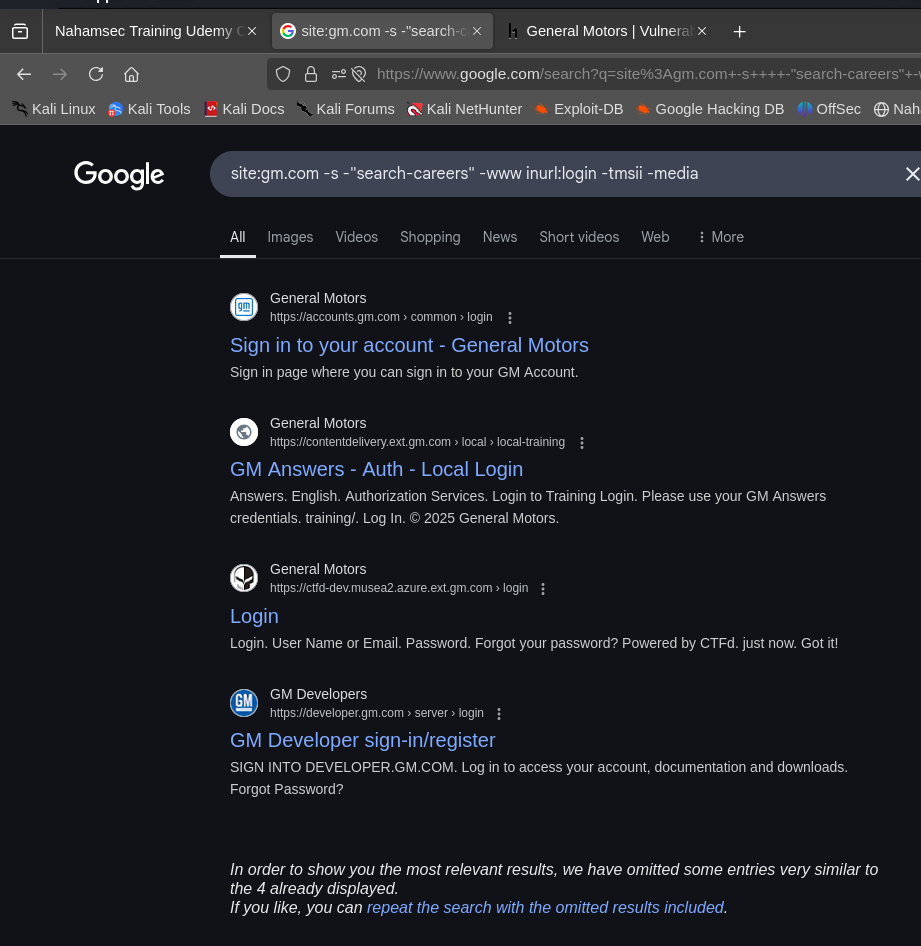 Nahamsec Training Udemy C
site:gm.com -s -"search-c
General Motors | Vulneral
https://www.google.com/search?q=site%3Agm.com+-s++++-"search-careers"+-w
Kali Linux Kali Tools Kali Docs Kali Forums Kali NetHunter Exploit-DB Google Hacking DB OffSec Nah
Google
site:gm.com -s -"search-careers" -www inurl:login -tmsii -media
All Images Videos Shopping News Short videos Web More
General Motors
https://accounts.gm.com › common › login
Sign in to your account - General Motors
Sign in page where you can sign in to your GM Account.
General Motors
https://contentdelivery.ext.gm.com › local › local-training
GM Answers - Auth - Local Login
Answers. English. Authorization Services. Login to Training Login. Please use your GM Answers
credentials. training/. Log In. © 2025 General Motors.
General Motors
https://ctfd-dev.musea2.azure.ext.gm.com › login
Login
Login. User Name or Email. Password. Forgot your password? Powered by CTFd. just now. Got it!
GM Developers
https://developer.gm.com › server › login
GM Developer sign-in/register
SIGN INTO DEVELOPER.GM.COM. Log in to access your account, documentation and downloads.
Forgot Password?
In order to show you the most relevant results, we have omitted some entries very similar to
the 4 already displayed.
If you like, you can repeat the search with the omitted results included.